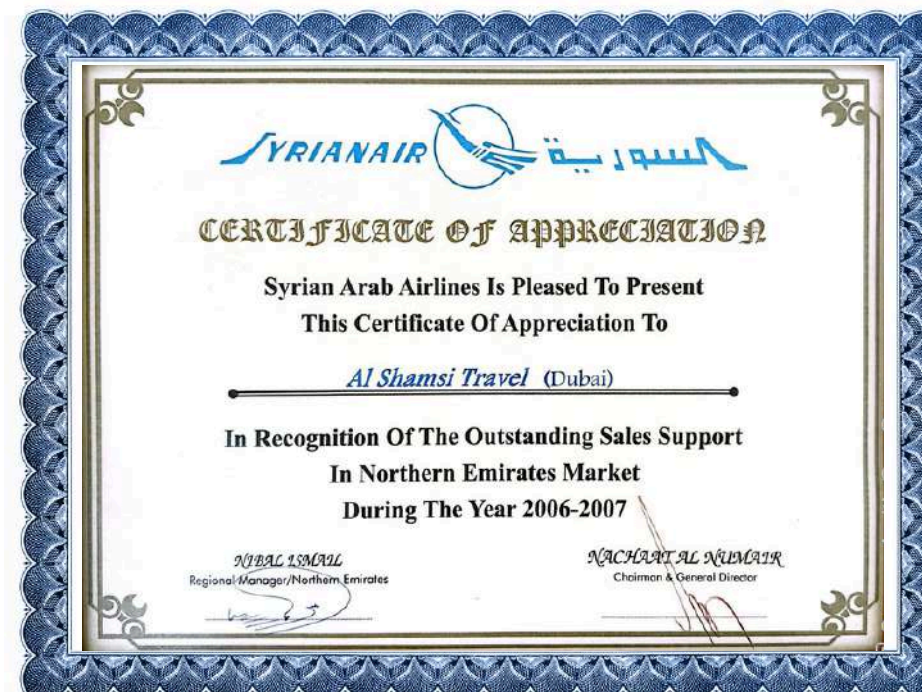 SYRIANAIR السورية
CERTIFICATE OF APPRECIATION
Syrian Arab Airlines Is Pleased To Present
This Certificate Of Appreciation To
Al Shamsi Travel (Dubai)
In Recognition Of The Outstanding Sales Support
In Northern Emirates Market
During The Year 2006-2007
NIBAL ISMAIL
Regional Manager/Northern Emirates
NACHAAT AL NUMAIR
Chairman & General Director